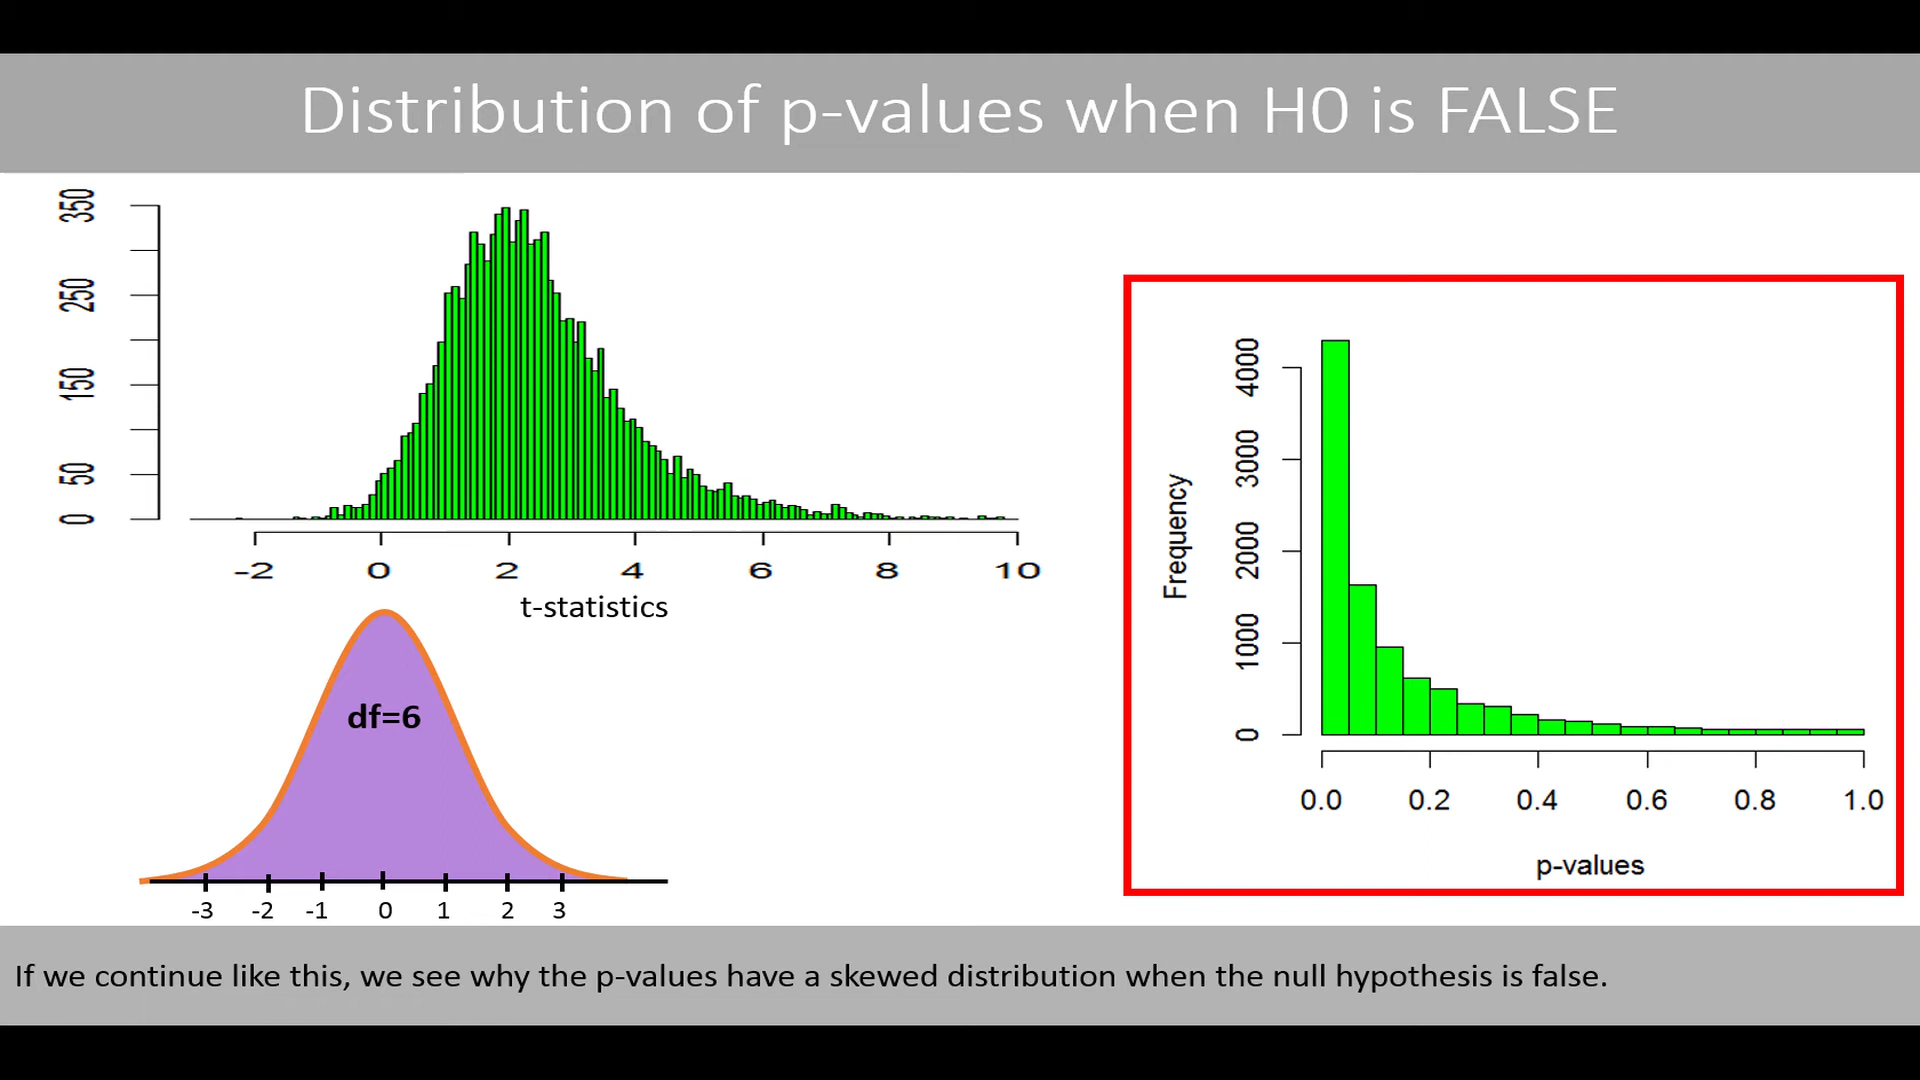 Distribution of p-values when H0 is FALSE
350
250
150
50
0
-2 0 2 4 6 8 10
t-statistics
df=6
-3 -2 -1 0 1 2 3
Frequency
4000
3000
2000
1000
0
0.0 0.2 0.4 0.6 0.8 1.0
p-values
If we continue like this, we see why the p-values have a skewed distribution when the null hypothesis is false.